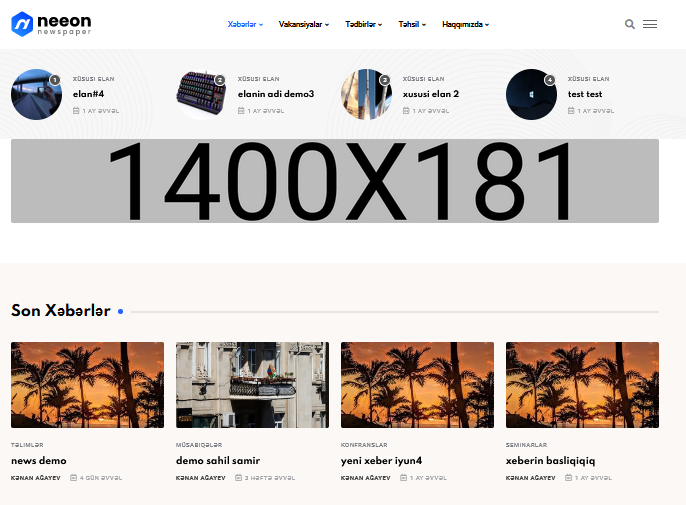 neeon
newspaper
Xəbərlər
Vakansiyalar
Tədbirlər
Təhsil
Haqqımızda
1
XÜSUSI ELAN
elan#4
1 AY ƏVVƏL
2
XÜSUSI ELAN
elanin adi demo3
1 AY ƏVVƏL
3
XÜSUSI ELAN
xususi elan 2
1 AY ƏVVƏL
4
XÜSUSI ELAN
test test
1 AY ƏVVƏL
1400X181
Son Xəbərlər
TƏLIMLƏR
news demo
KƏNAN AĞAYEV 4 GÜN ƏVVƏL
MÜSABIQƏLƏR
demo sahil samir
KƏNAN AĞAYEV 3 HƏFTƏ ƏVVƏL
KONFRANSLAR
yeni xeber iyun4
KƏNAN AĞAYEV 1 AY ƏVVƏL
SEMINARLAR
xeberin basliqiqiq
KƏNAN AĞAYEV 1 AY ƏVVƏL